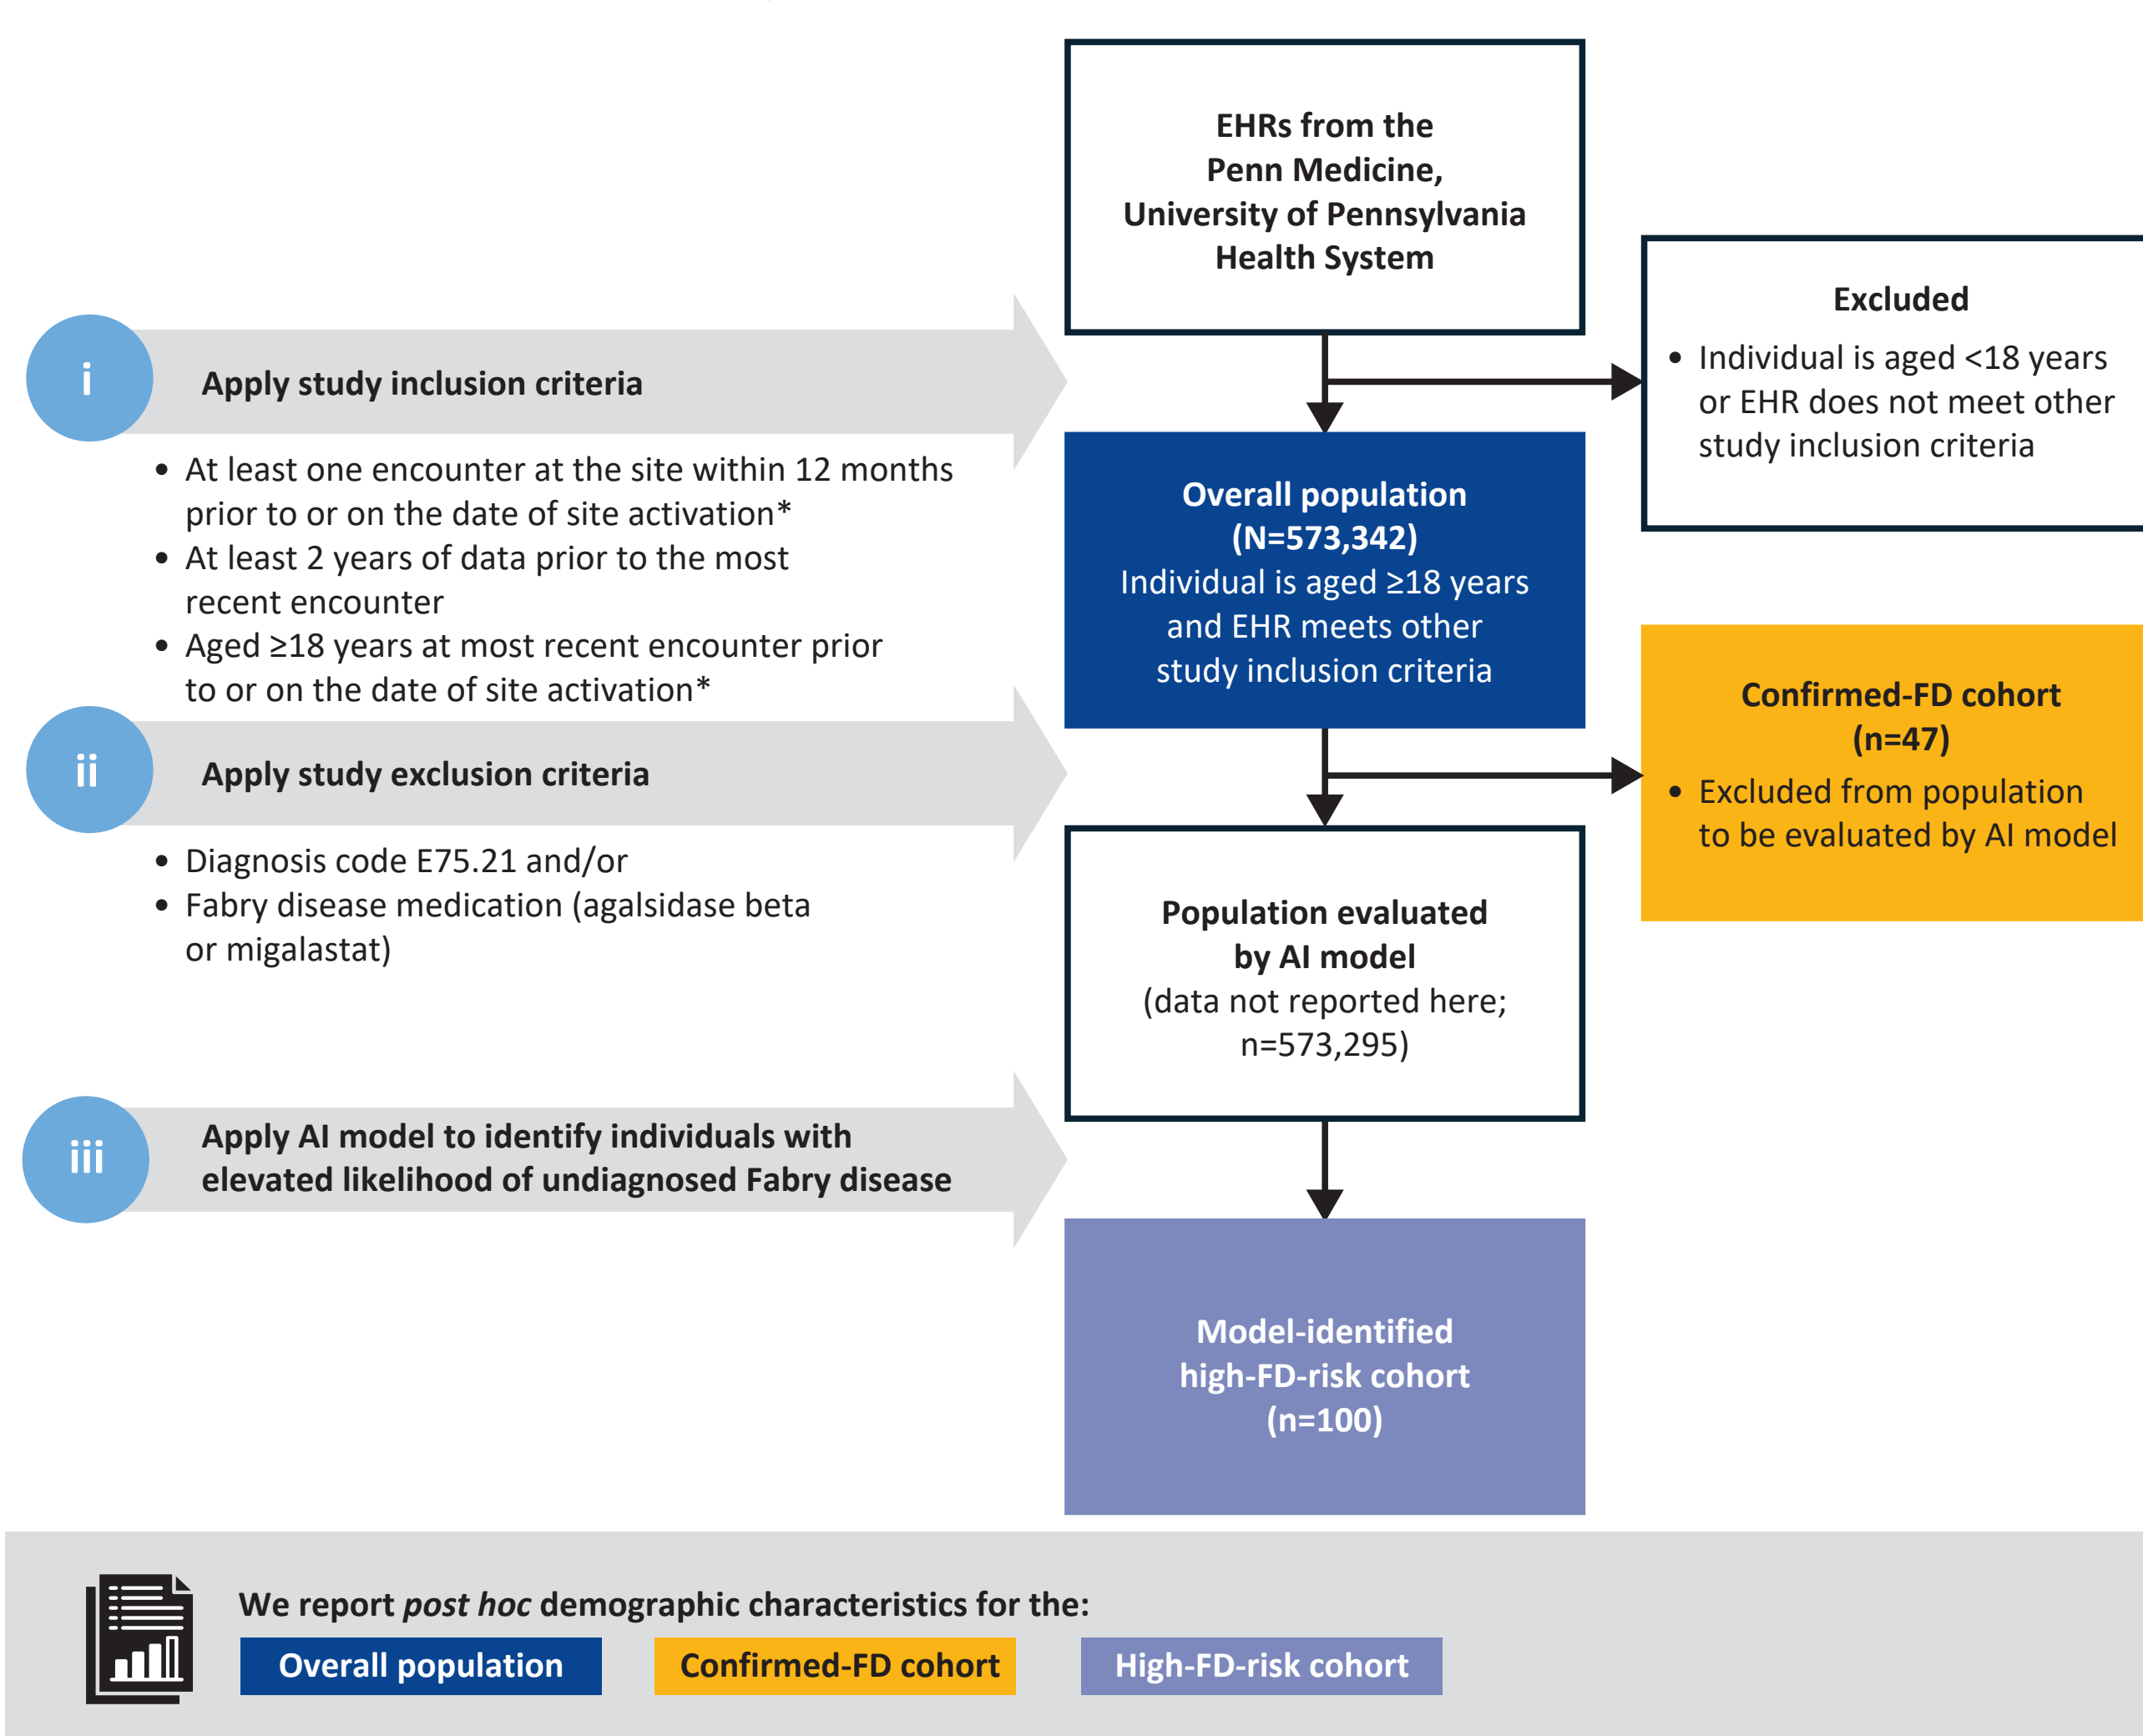 EHRs from the
Penn Medicine,
University of Pennsylvania
Health System
Excluded
• Individual is aged <18 years
or EHR does not meet other
study inclusion criteria
i
Apply study inclusion criteria
• At least one encounter at the site within 12 months
prior to or on the date of site activation*
• At least 2 years of data prior to the most
recent encounter
• Aged ≥18 years at most recent encounter prior
to or on the date of site activation*
Overall population
(N=573,342)
Individual is aged ≥18 years
and EHR meets other
study inclusion criteria
Confirmed-FD cohort
(n=47)
• Excluded from population
to be evaluated by AI model
ii
Apply study exclusion criteria
• Diagnosis code E75.21 and/or
• Fabry disease medication (agalsidase beta
or migalastat)
Population evaluated
by AI model
(data not reported here;
n=573,295)
iii
Apply AI model to identify individuals with
elevated likelihood of undiagnosed Fabry disease
Model-identified
high-FD-risk cohort
(n=100)
We report post hoc demographic characteristics for the:
Overall population
Confirmed-FD cohort
High-FD-risk cohort